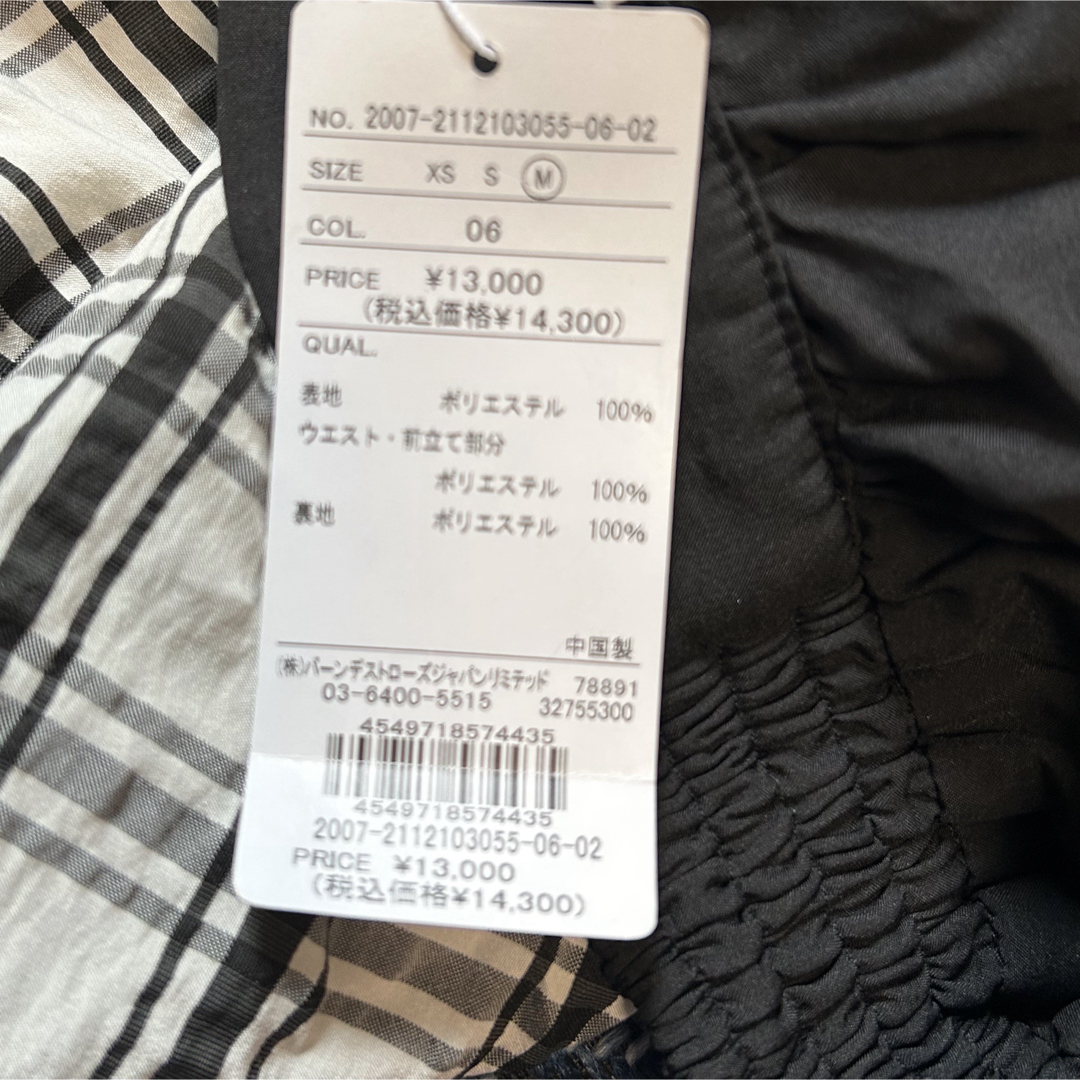 NO. 2007-2112103055-06-02
SIZE XS S M
COL. 06
PRICE ¥13,000
(税込価格¥14,300)
QUAL.
表地 ポリエステル 100%
ウエスト・前立て部分
ポリエステル 100%
裏地 ポリエステル 100%
中国製
(株)バーンデストローズジャパンリミテッド 78891
03-6400-5515 32755300
4549718574435
4549718574435
2007-2112103055-06-02
PRICE ¥13,000
(税込価格¥14,300)